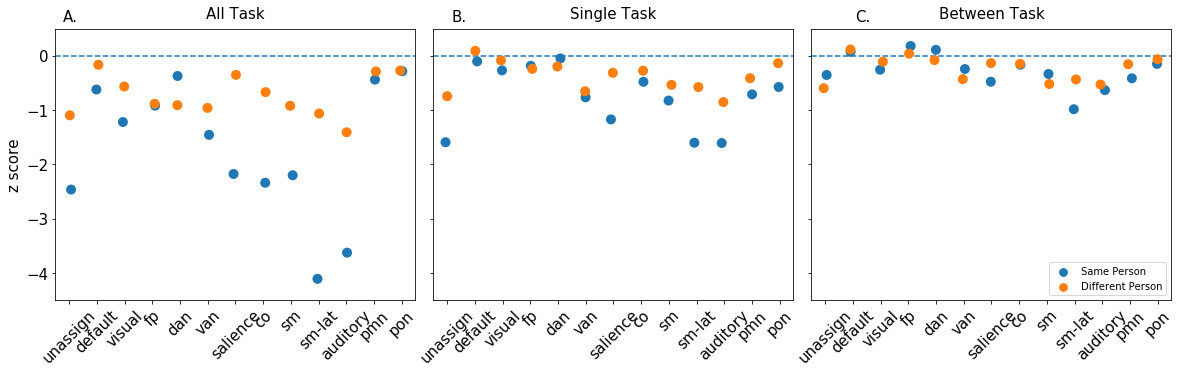 A. All Task
B. Single Task
C. Between Task
z score
0
−1
−2
−3
−4
unassign default visual fp dan van salience co sm sm-lat auditory pmn pon
unassign default visual fp dan van salience co sm sm-lat auditory pmn pon
unassign default visual fp dan van salience co sm sm-lat auditory pmn pon
Same Person
Different Person